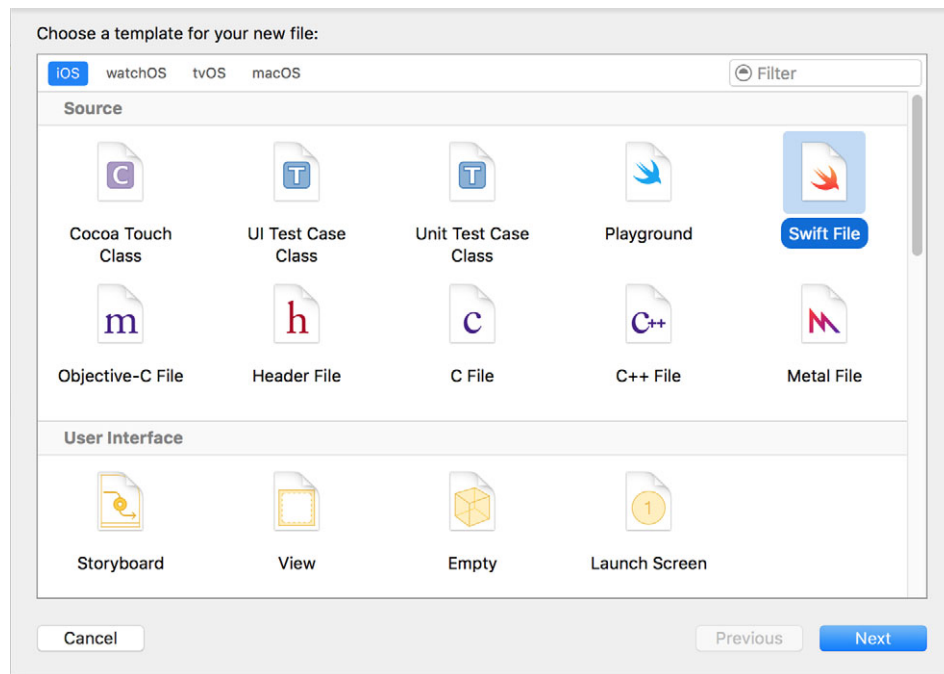 Choose a template for your new file:
iOS watchOS tvOS macOS Filter
Source
C T T
Cocoa Touch Class UI Test Case Class Unit Test Case Class Playground Swift File
m h c C++
Objective-C File Header File C File C++ File Metal File
User Interface
1
Storyboard View Empty Launch Screen
Cancel Previous Next